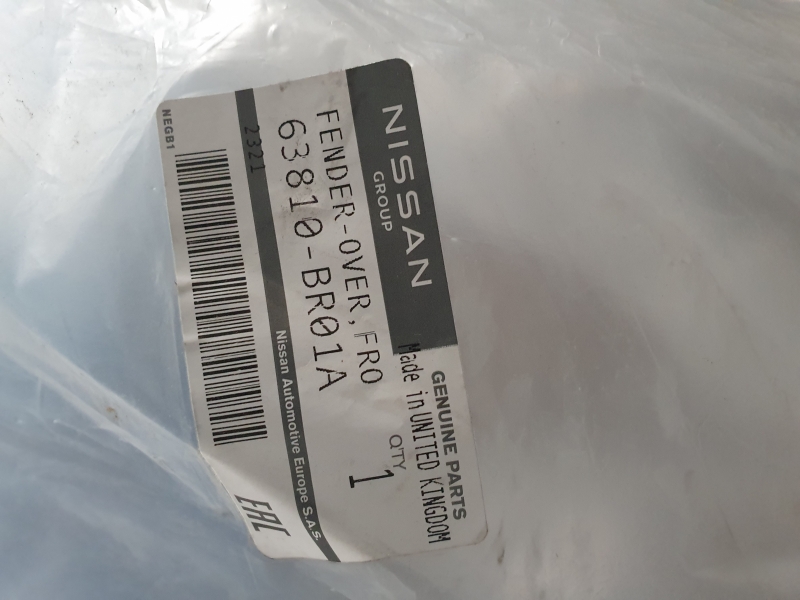 NISSAN
GROUP
GENUINE PARTS
Made in UNITED KINGDOM
FENDER-OVER,FRO
Q'TY
63810-BR01A
1
2321
Nissan Automotive Europe S.A.S.
NEGB1
EAC